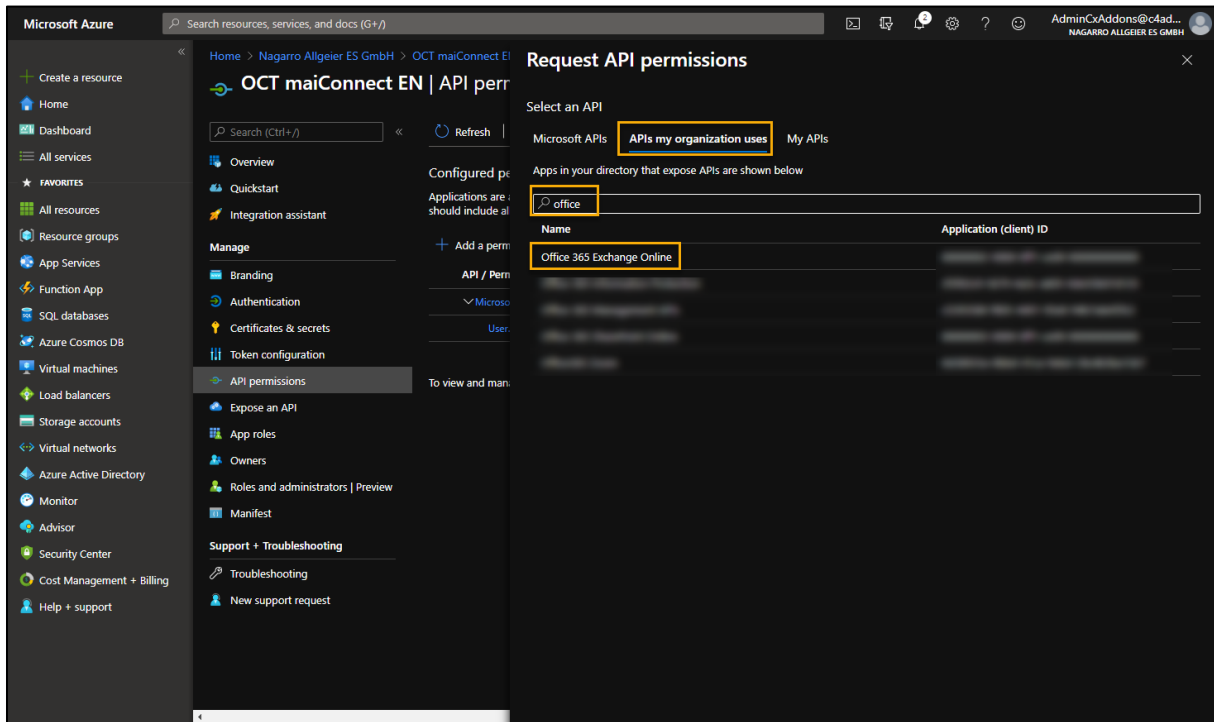 Microsoft Azure
Search resources, services, and docs (G+/)
2
AdminCxAddons@c4ad...
NAGARRO ALLGEIER ES GMBH
Create a resource
Home
Dashboard
All services
FAVORITES
All resources
Resource groups
App Services
Function App
SQL databases
Azure Cosmos DB
Virtual machines
Load balancers
Storage accounts
Virtual networks
Azure Active Directory
Monitor
Advisor
Security Center
Cost Management + Billing
Help + support
Home > Nagarro Allgeier ES GmbH > OCT maiConnect E
OCT maiConnect EN | API perr
Search (Ctrl+/)
Overview
Quickstart
Integration assistant
Manage
Branding
Authentication
Certificates & secrets
Token configuration
API permissions
Expose an API
App roles
Owners
Roles and administrators | Preview
Manifest
Support + Troubleshooting
Troubleshooting
New support request
Refresh
Configured pe
Applications are a
should include al
Add a perm
API / Perm
Microso
User.
To view and mana
Request API permissions
Select an API
Microsoft APIs
APIs my organization uses
My APIs
Apps in your directory that expose APIs are shown below
office
Name
Application (client) ID
Office 365 Exchange Online